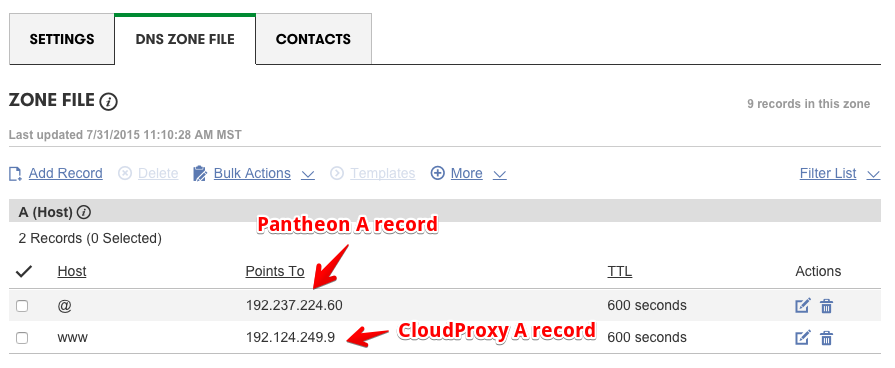 SETTINGS DNS ZONE FILE CONTACTS
ZONE FILE
9 records in this zone
Last updated 7/31/2015 11:10:28 AM MST
Add Record Delete Bulk Actions Templates More Filter List
A (Host)
2 Records (0 Selected)
Pantheon A record
Host Points To TTL Actions
@ 192.237.224.60 600 seconds
www 192.124.249.9 600 seconds
CloudProxy A record